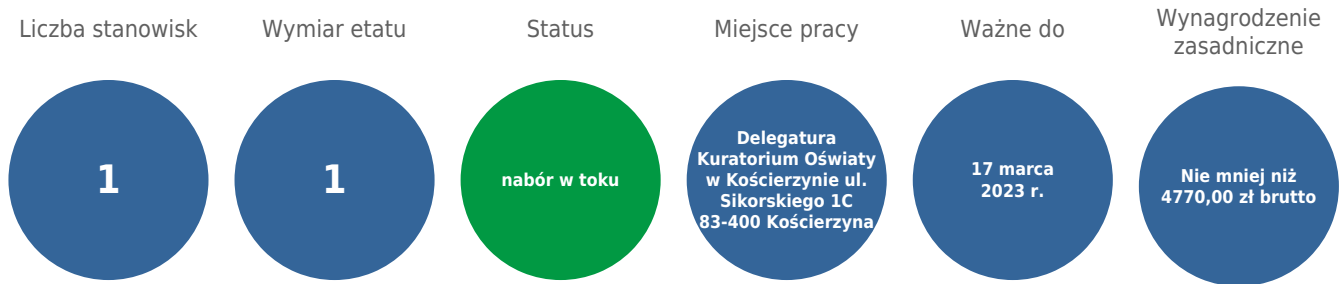 Liczba stanowisk
1
Wymiar etatu
1
Status
nabór w toku
Miejsce pracy
Delegatura
Kuratorium Oświaty
w Kościerzynie ul.
Sikorskiego 1C
83-400 Kościerzyna
Ważne do
17 marca
2023 r.
Wynagrodzenie
zasadniczne
Nie mniej niż
4770,00 zł brutto